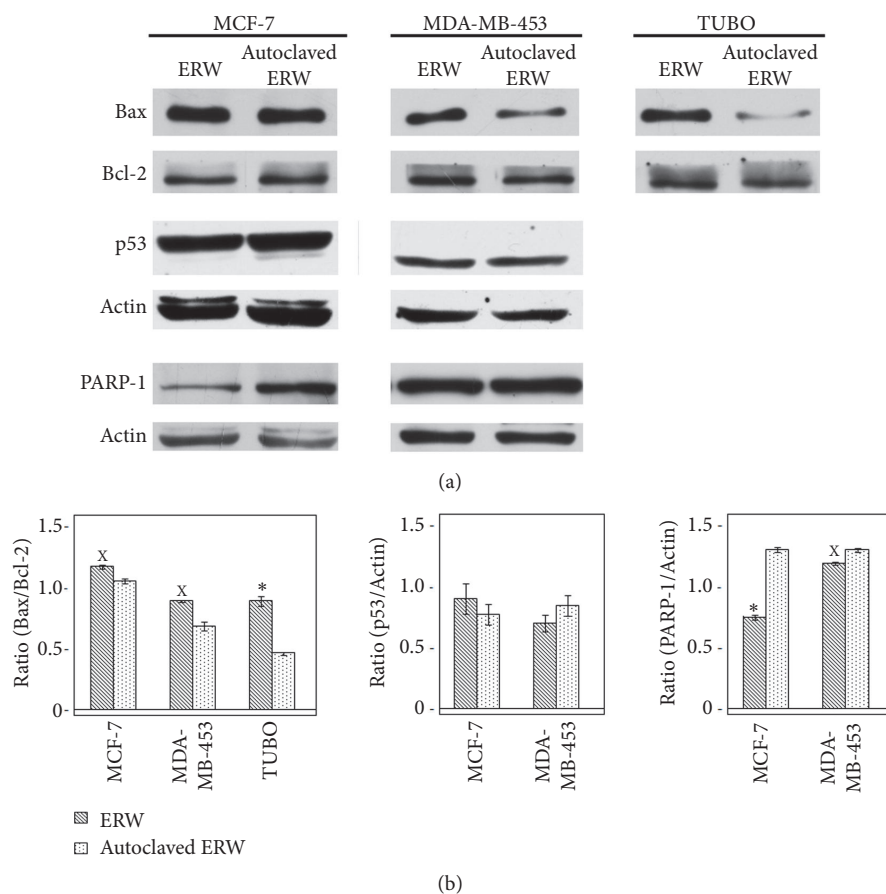 MCF-7 MDA-MB-453 TUBO
ERW Autoclaved ERW ERW Autoclaved ERW ERW Autoclaved ERW
Bax
Bcl-2
p53
Actin
PARP-1
Actin
(a)
Ratio (Bax/Bcl-2)
1.5-
1.0-
0.5-
0-
X
X
*
MCF-7
MDA-
MB-453
TUBO
Ratio (p53/Actin)
1.5 -
1.0 -
0.5 -
0 -
MCF-7
MDA-
MB-453
Ratio (PARP-1/Actin)
1.5-
1.0-
0.5-
0-
*
X
MCF-7
MDA-
MB-453
ERW
Autoclaved ERW
(b)